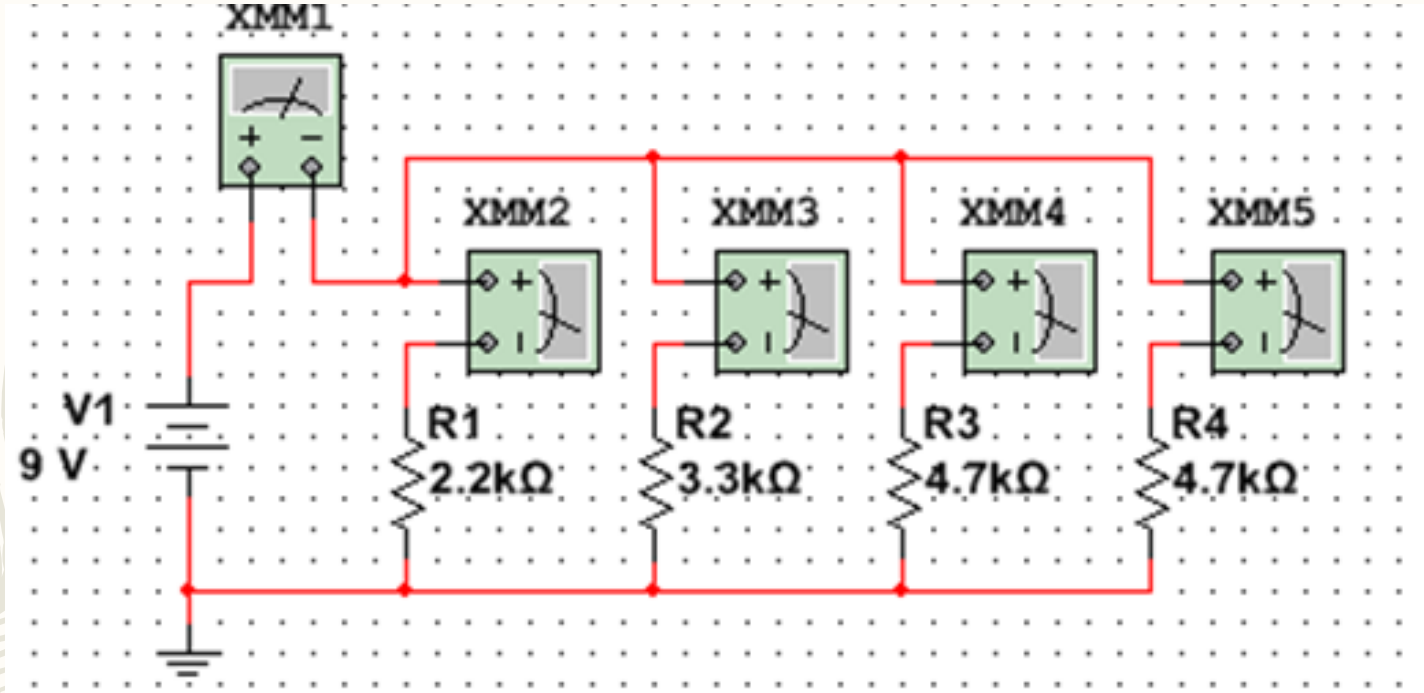 XMM1
+ −
XMM2
XMM3
XMM4
XMM5
+
+
+
+
−
−
−
−
V1
9 V
R1
2.2kΩ
R2
3.3kΩ
R3
4.7kΩ
R4
4.7kΩ